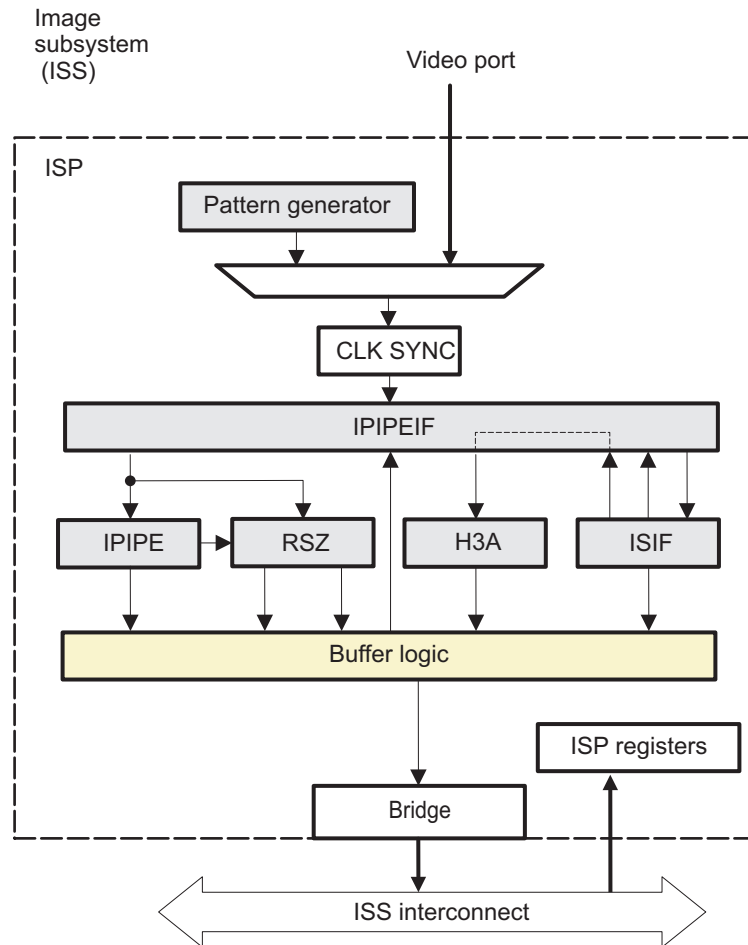 Image
subsystem
(ISS)
Video port
ISP
Pattern generator
CLK SYNC
IPIPEIF
IPIPE
RSZ
H3A
ISIF
Buffer logic
ISP registers
Bridge
ISS interconnect